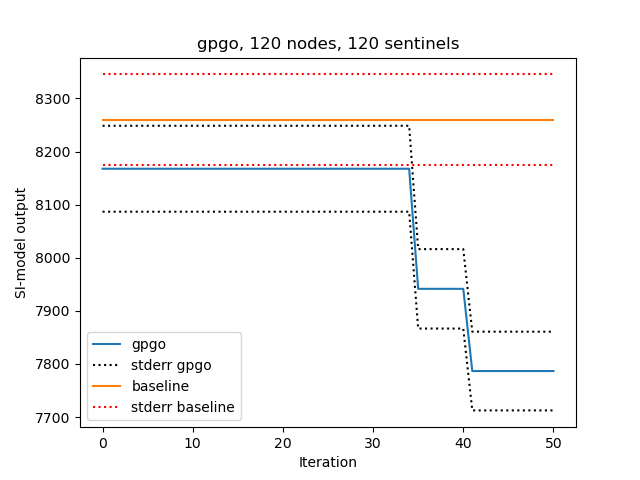 gpgo, 120 nodes, 120 sentinels
SI-model output
8300
8200
8100
8000
7900
7800
7700
gpgo
stderr gpgo
baseline
stderr baseline
0 10 20 30 40 50
Iteration